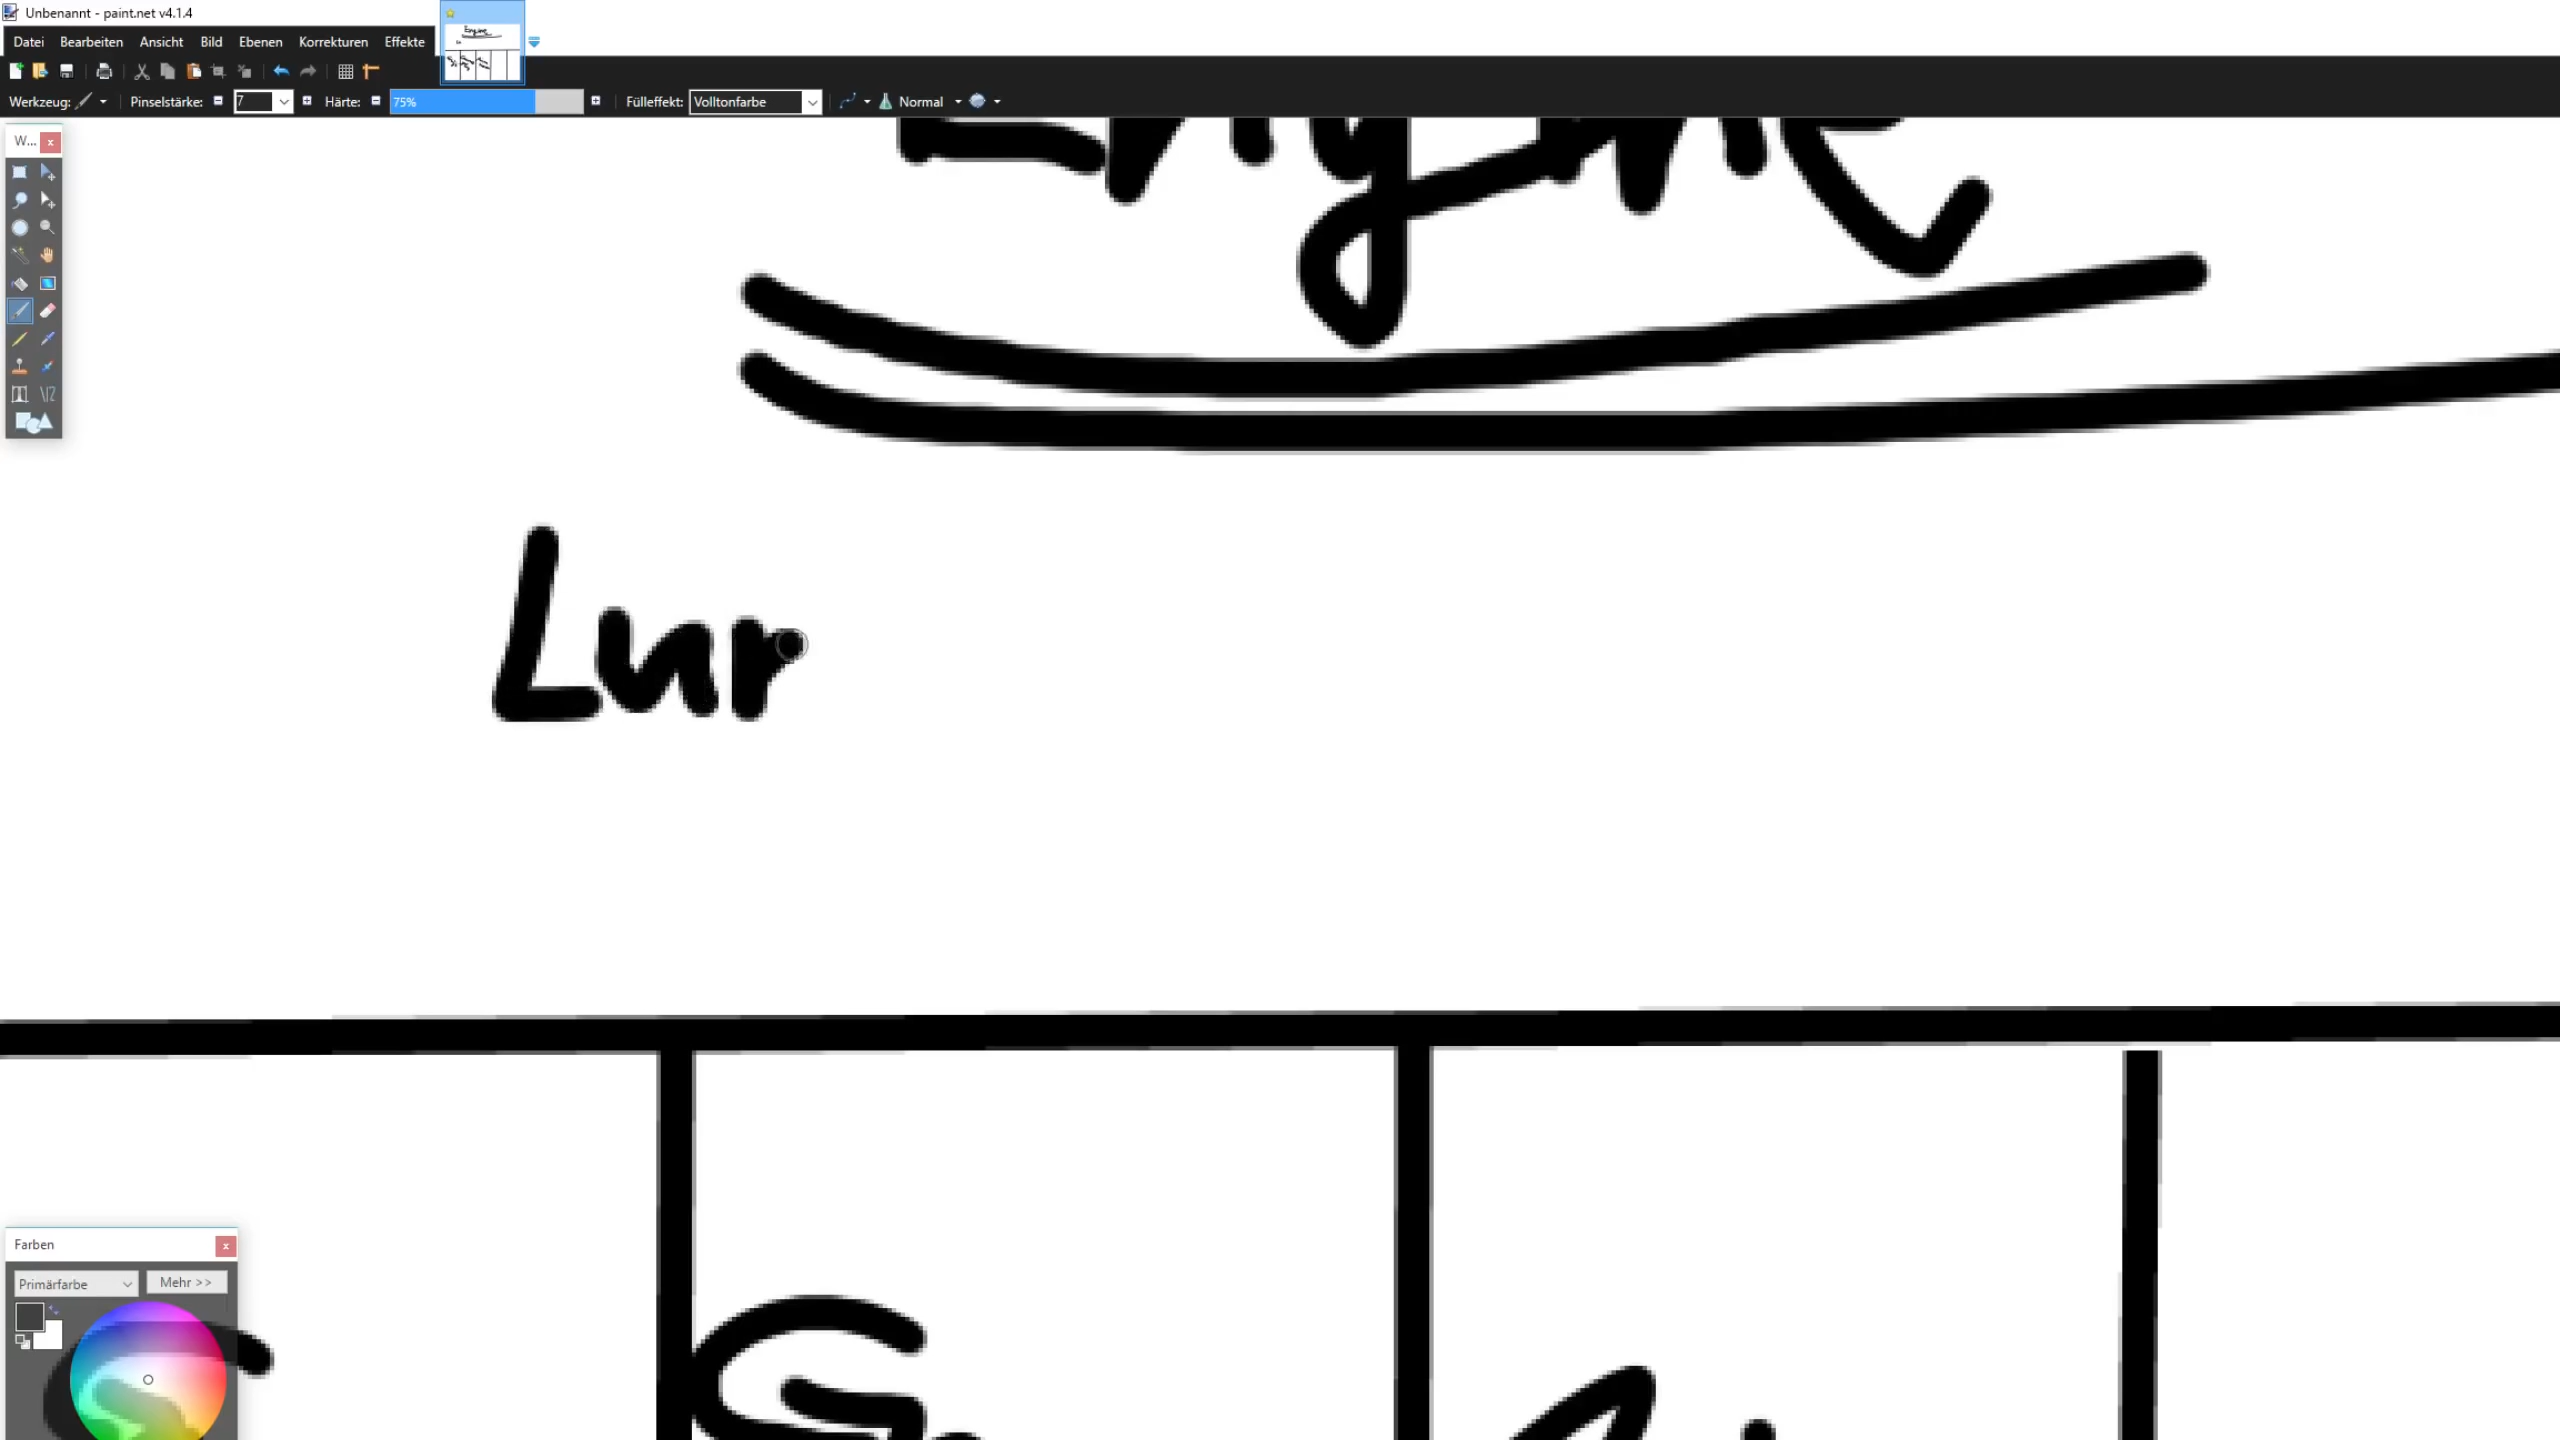 Unbenannt - paint.net v4.1.4
Datei Bearbeiten Ansicht Bild Ebenen Korrekturen Effekte
Werkzeug: Pinselstärke: 7 Härte: 75% Fülleffekt: Volltonfarbe Normal
W...
Engine
Lur
Farben
Primärfarbe Mehr >>